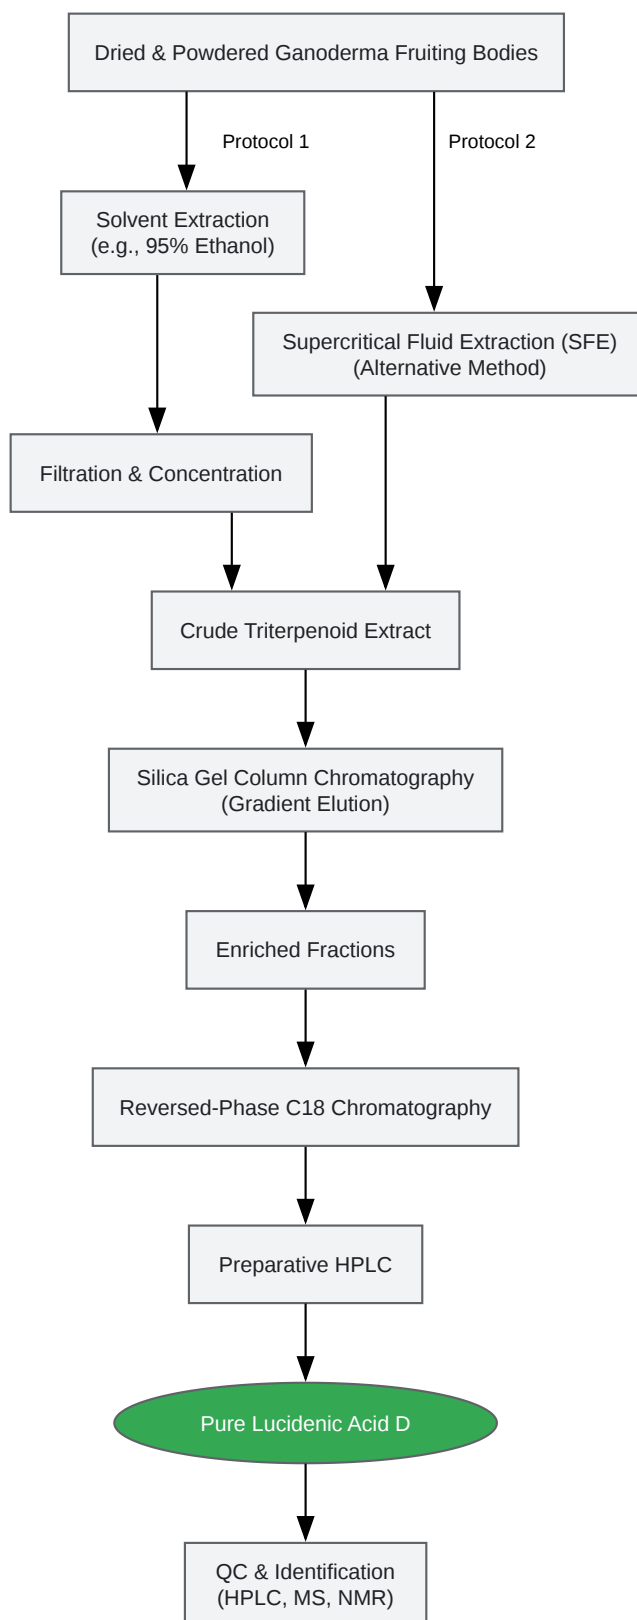 Dried & Powdered Ganoderma Fruiting Bodies
Protocol 1
Protocol 2
Solvent Extraction
(e.g., 95% Ethanol)
Supercritical Fluid Extraction (SFE)
(Alternative Method)
Filtration & Concentration
Crude Triterpenoid Extract
Silica Gel Column Chromatography
(Gradient Elution)
Enriched Fractions
Reversed-Phase C18 Chromatography
Preparative HPLC
Pure Lucidenic Acid D
QC & Identification
(HPLC, MS, NMR)